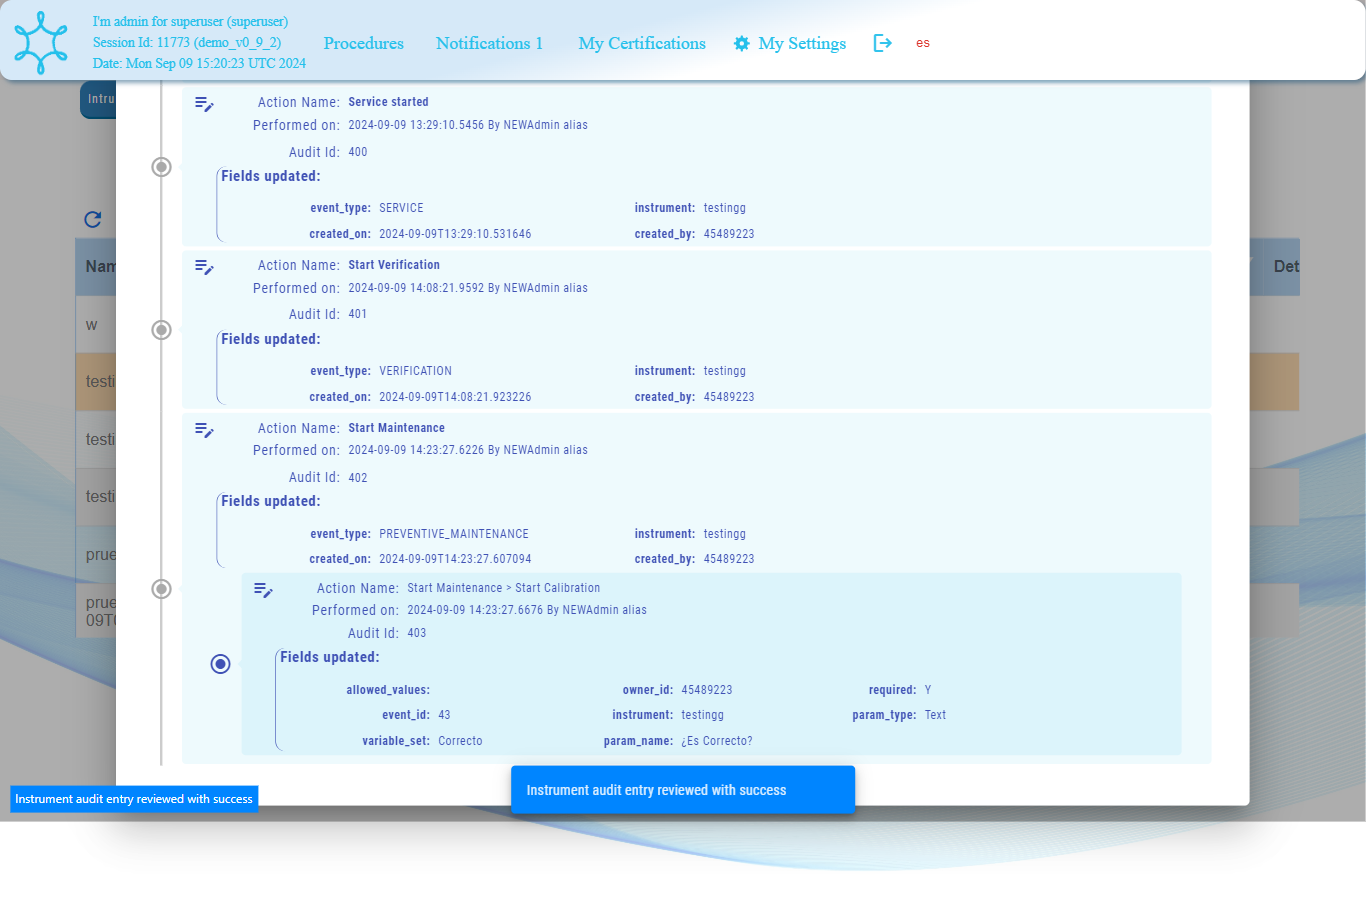 I'm admin for superuser (superuser)
Session Id: 11773 (demo_v0_9_2)
Date: Mon Sep 09 15:20:23 UTC 2024
Procedures Notifications 1 My Certifications My Settings es
Intru
Action Name: Service started
Performed on: 2024-09-09 13:29:10.5456 By NEWAdmin alias
Audit Id: 400
Fields updated:
event_type: SERVICE instrument: testingg
created_on: 2024-09-09T13:29:10.531646 created_by: 45489223
Nam Det
Action Name: Start Verification
Performed on: 2024-09-09 14:08:21.9592 By NEWAdmin alias
Audit Id: 401
w
Fields updated:
event_type: VERIFICATION instrument: testingg
testi
created_on: 2024-09-09T14:08:21.923226 created_by: 45489223
Action Name: Start Maintenance
testi
Performed on: 2024-09-09 14:23:27.6226 By NEWAdmin alias
Audit Id: 402
testi
Fields updated:
event_type: PREVENTIVE_MAINTENANCE instrument: testingg
prue
created_on: 2024-09-09T14:23:27.607094 created_by: 45489223
Action Name: Start Maintenance > Start Calibration
prue
Performed on: 2024-09-09 14:23:27.6676 By NEWAdmin alias
09T0
Audit Id: 403
Fields updated:
allowed_values: owner_id: 45489223 required: Y
event_id: 43 instrument: testingg param_type: Text
variable_set: Correcto param_name: ¿Es Correcto?
Instrument audit entry reviewed with success
Instrument audit entry reviewed with success